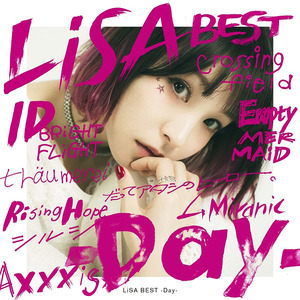 LiSA BEST
crossing field
ID
BRiGHT FLiGHT
Empty MERMAiD
thäumazein
だってアタシのヒーロー。
Rising Hope
L. Miranic
シルシ
-Day-
AxxxiS
LiSA BEST -Day-